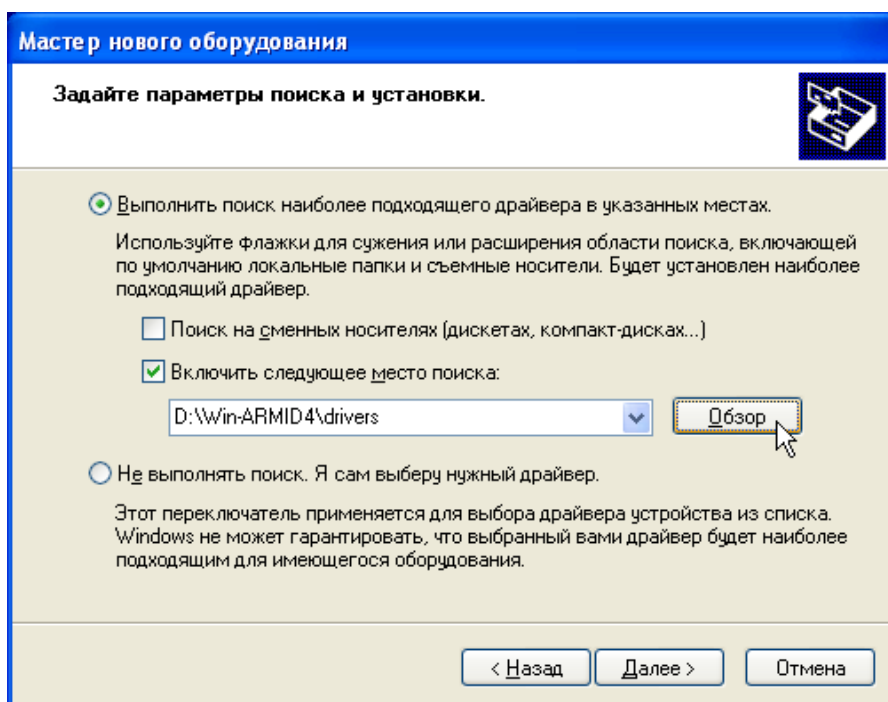 Мастер нового оборудования
Задайте параметры поиска и установки.
Выполнить поиск наиболее подходящего драйвера в указанных местах.
Используйте флажки для сужения или расширения области поиска, включающей
по умолчанию локальные папки и съемные носители. Будет установлен наиболее
подходящий драйвер.
Поиск на сменных носителях (дискетах, компакт-дисках...)
Включить следующее место поиска:
D:\Win-ARMID4\drivers
Обзор
Не выполнять поиск. Я сам выберу нужный драйвер.
Этот переключатель применяется для выбора драйвера устройства из списка.
Windows не может гарантировать, что выбранный вами драйвер будет наиболее
подходящим для имеющегося оборудования.
< Назад Далее > Отмена